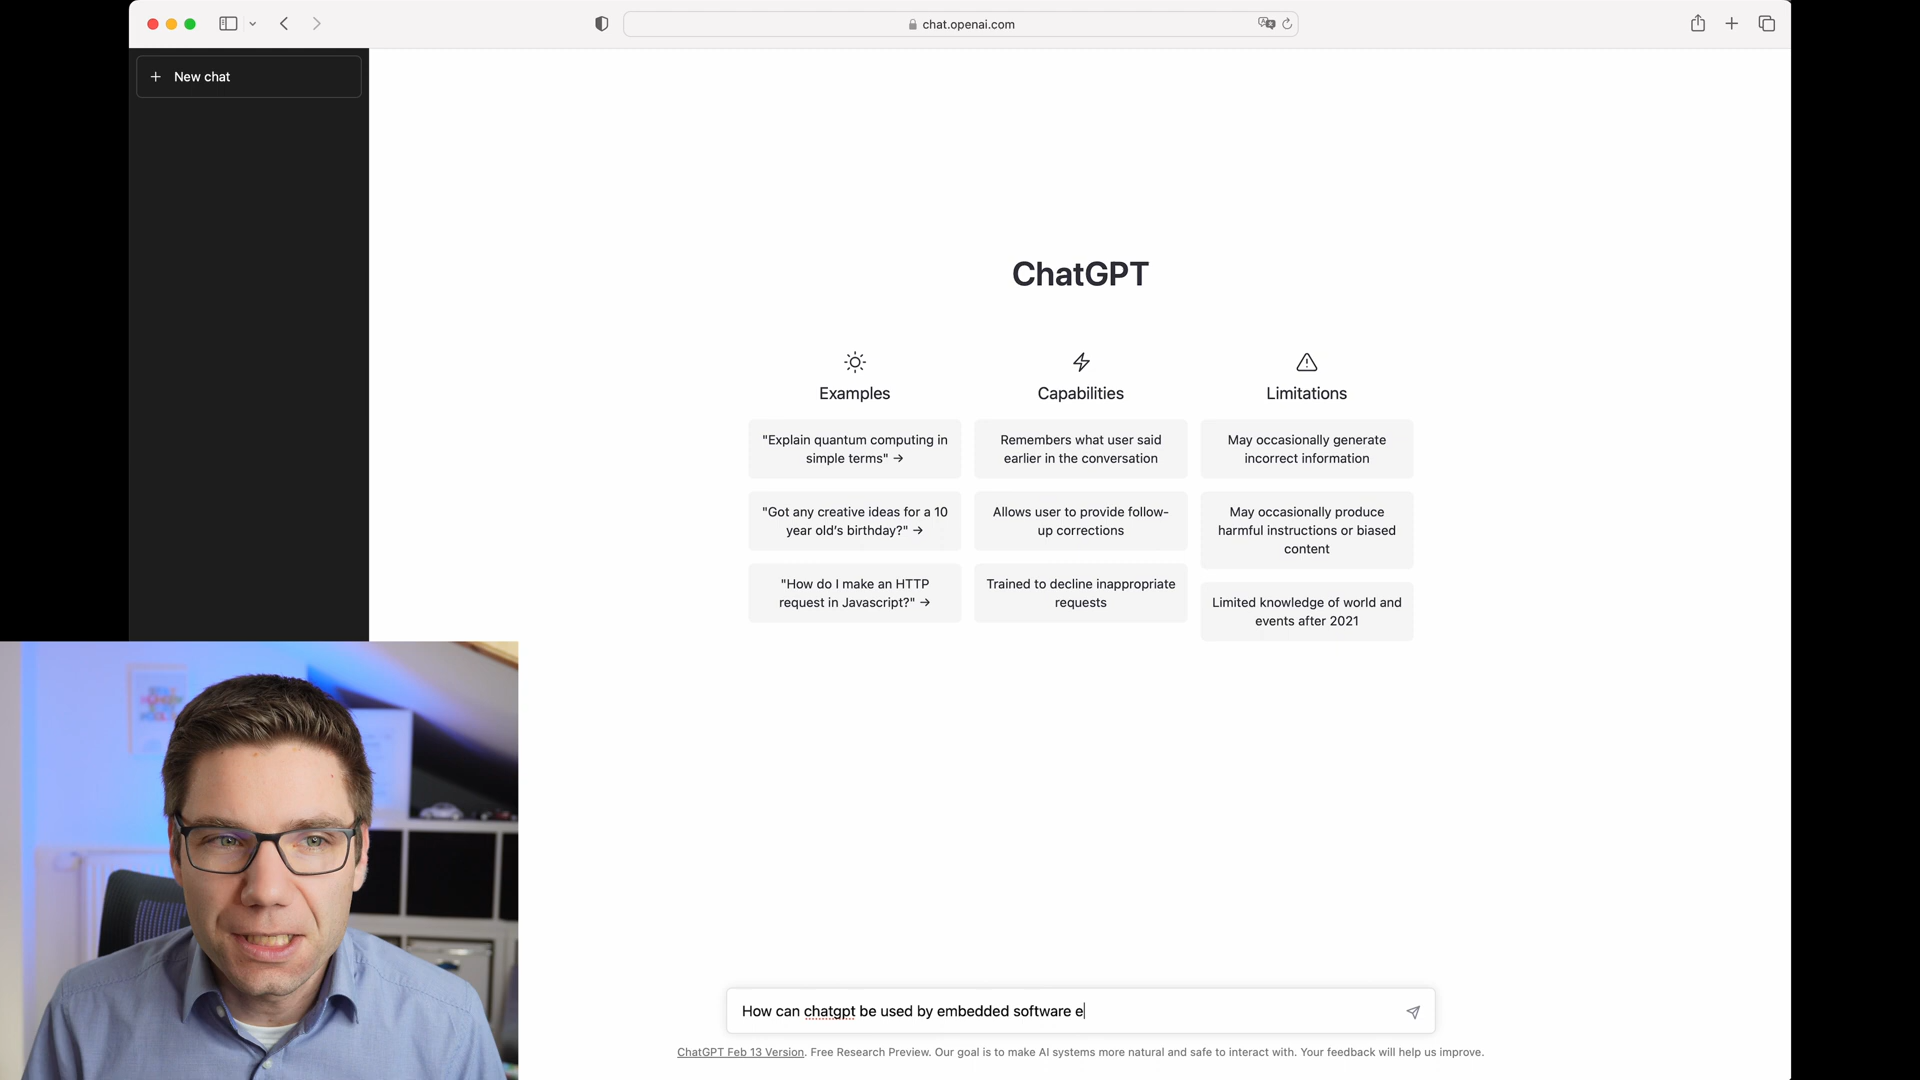 chat.openai.com
New chat
ChatGPT
Examples
"Explain quantum computing in
simple terms" →
"Got any creative ideas for a 10
year old's birthday?" →
"How do I make an HTTP
request in Javascript?" →
Capabilities
Remembers what user said
earlier in the conversation
Allows user to provide follow-
up corrections
Trained to decline inappropriate
requests
Limitations
May occasionally generate
incorrect information
May occasionally produce
harmful instructions or biased
content
Limited knowledge of world and
events after 2021
How can chatgpt be used by embedded software e
ChatGPT Feb 13 Version. Free Research Preview. Our goal is to make AI systems more natural and safe to interact with. Your feedback will help us improve.